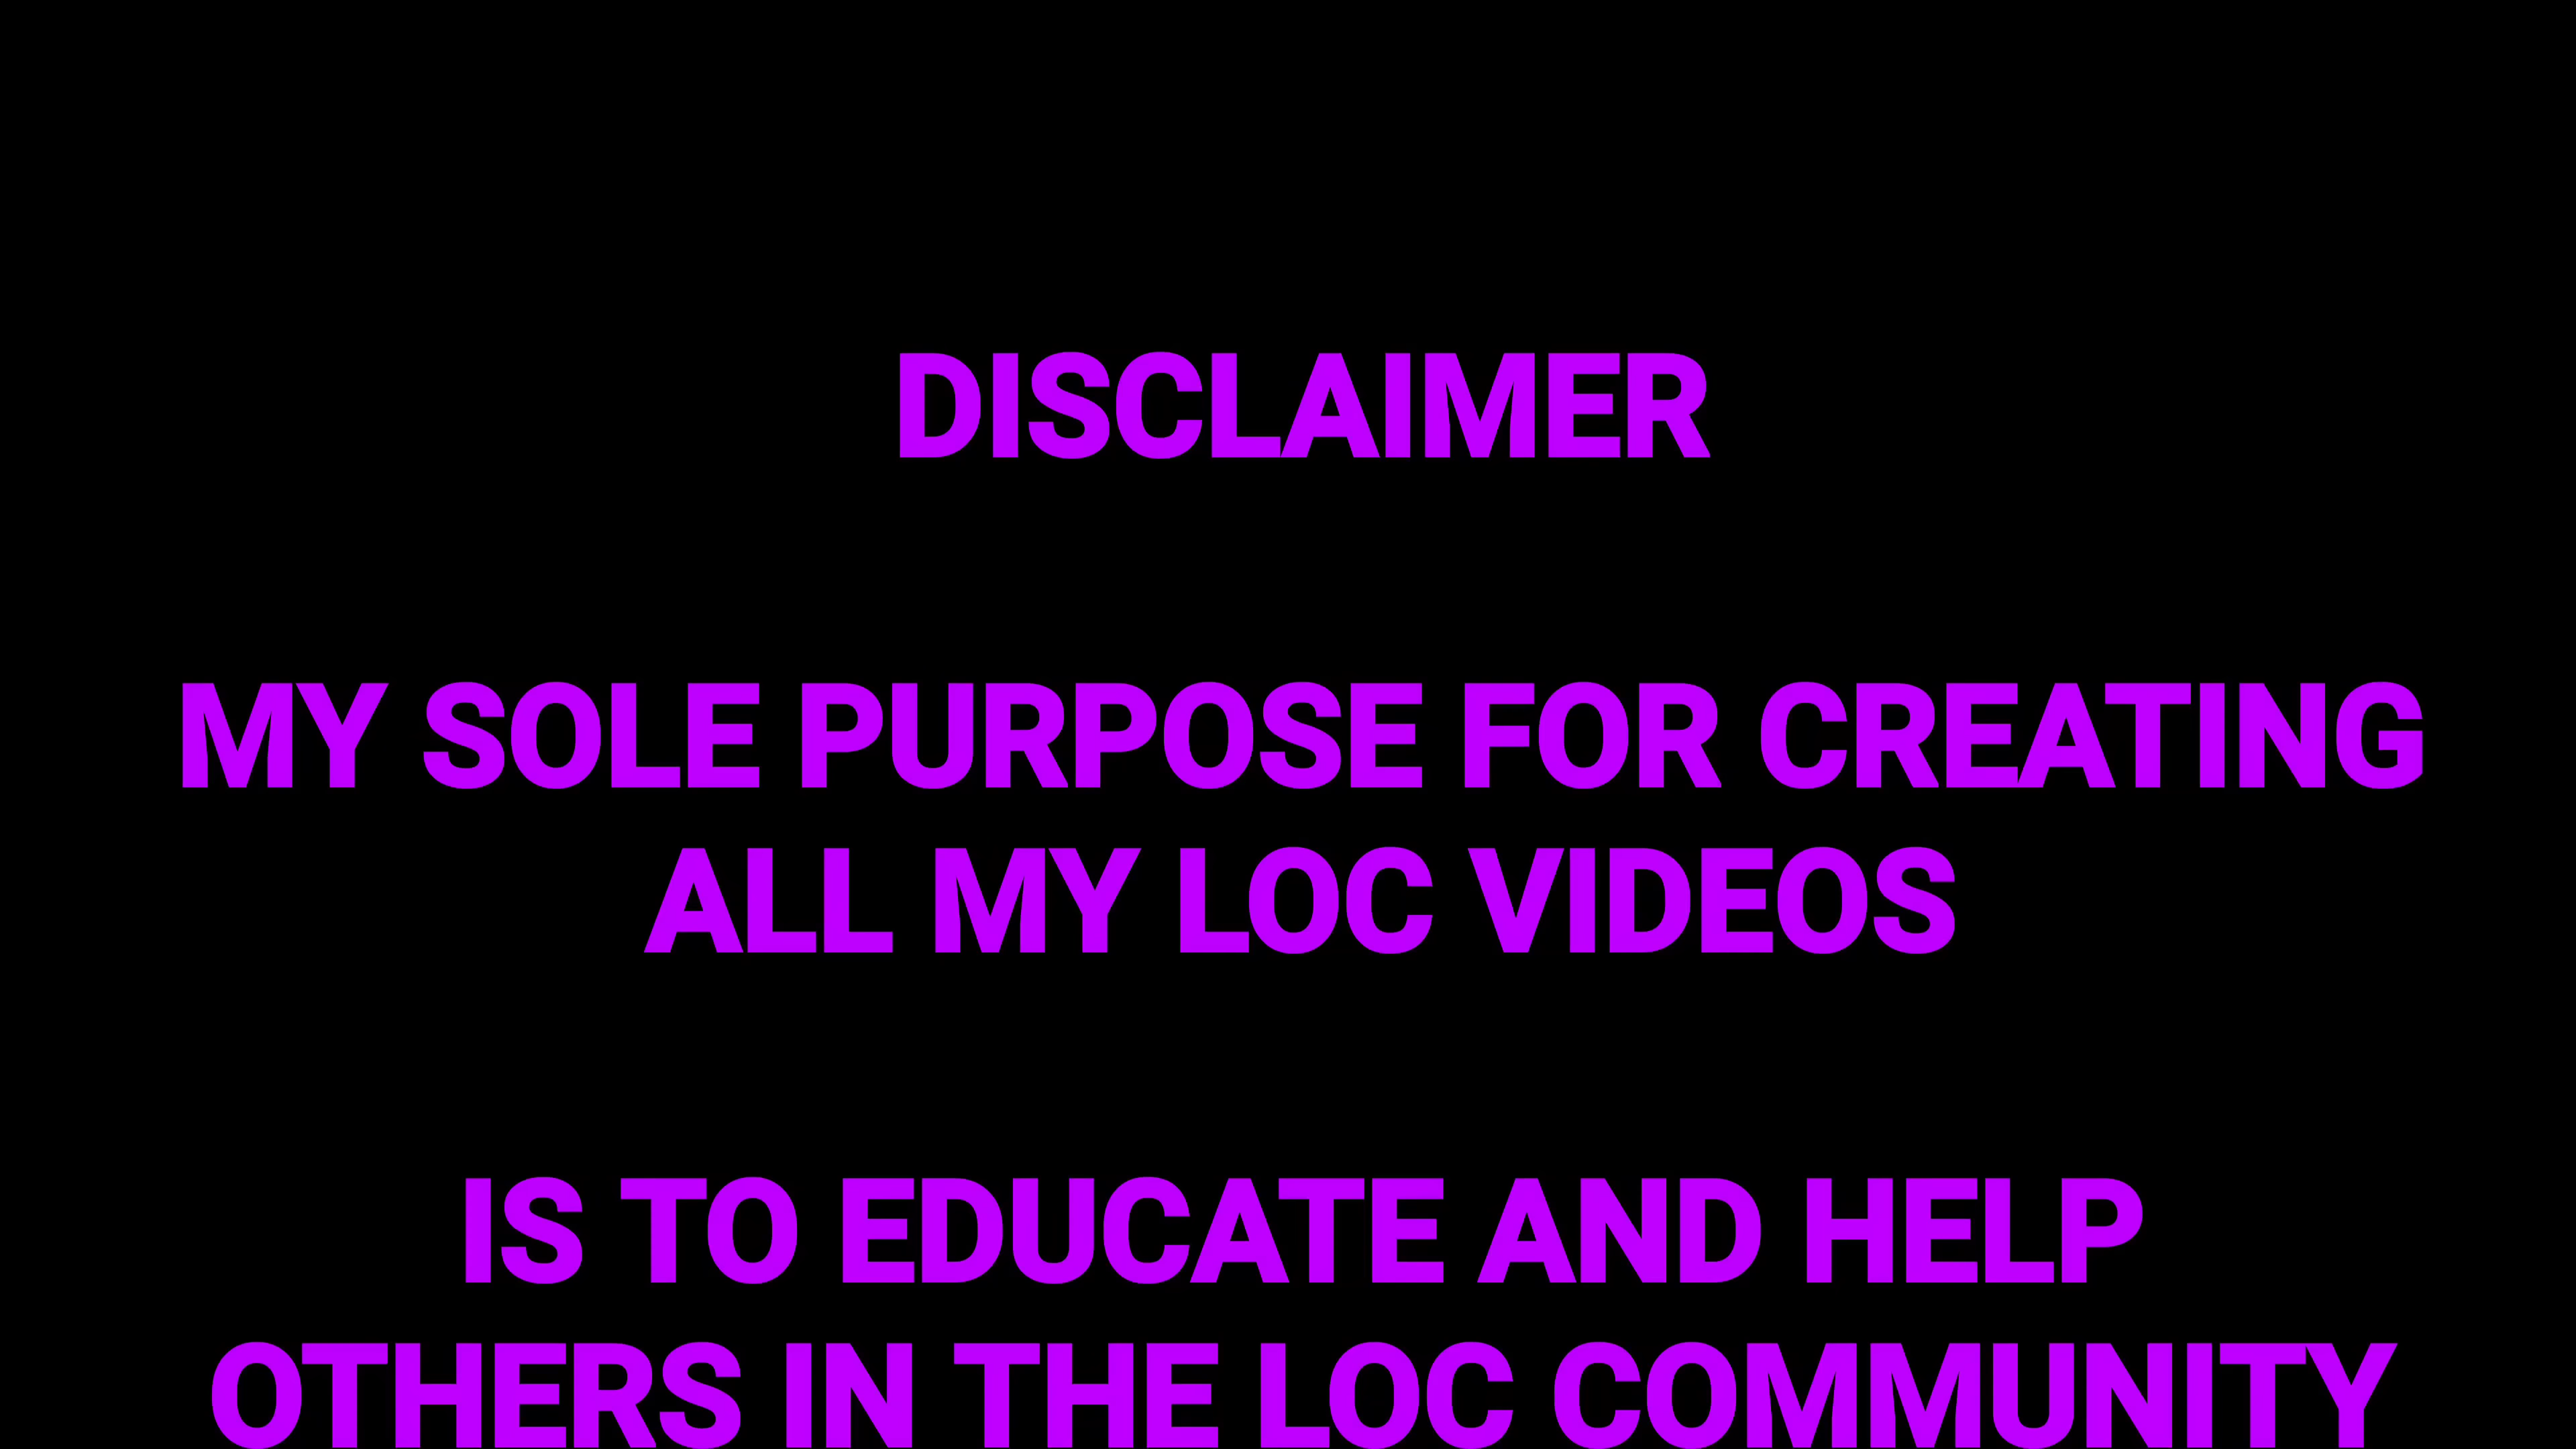 DISCLAIMER
MY SOLE PURPOSE FOR CREATING
ALL MY LOC VIDEOS
IS TO EDUCATE AND HELP
OTHERS IN THE LOC COMMUNITY